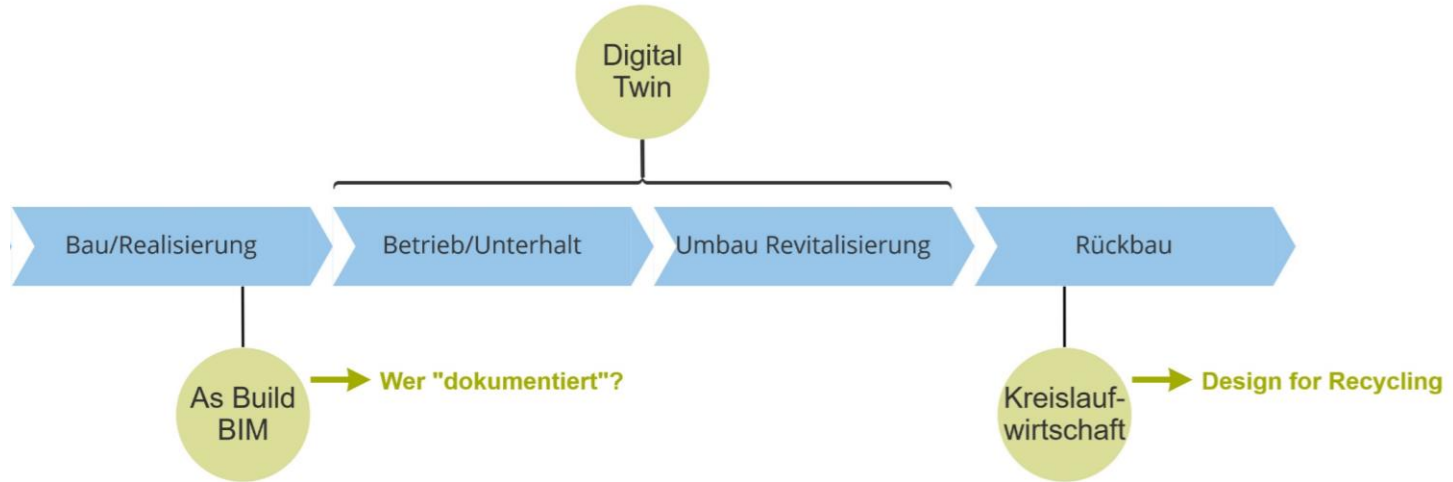 Digital
Twin
Bau/Realisierung
Betrieb/Unterhalt
Umbau Revitalisierung
Rückbau
As Build
BIM
Wer "dokumentiert"?
Kreislauf-
wirtschaft
Design for Recycling